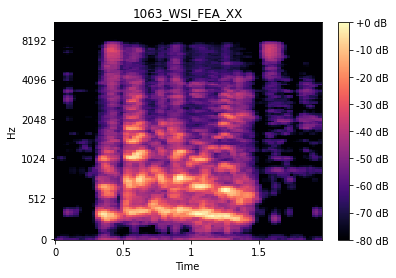 1063_WSI_FEA_XX
Hz
8192
4096
2048
1024
512
0
0
0.5
1
1.5
Time
+0 dB
-10 dB
-20 dB
-30 dB
-40 dB
-50 dB
-60 dB
-70 dB
-80 dB